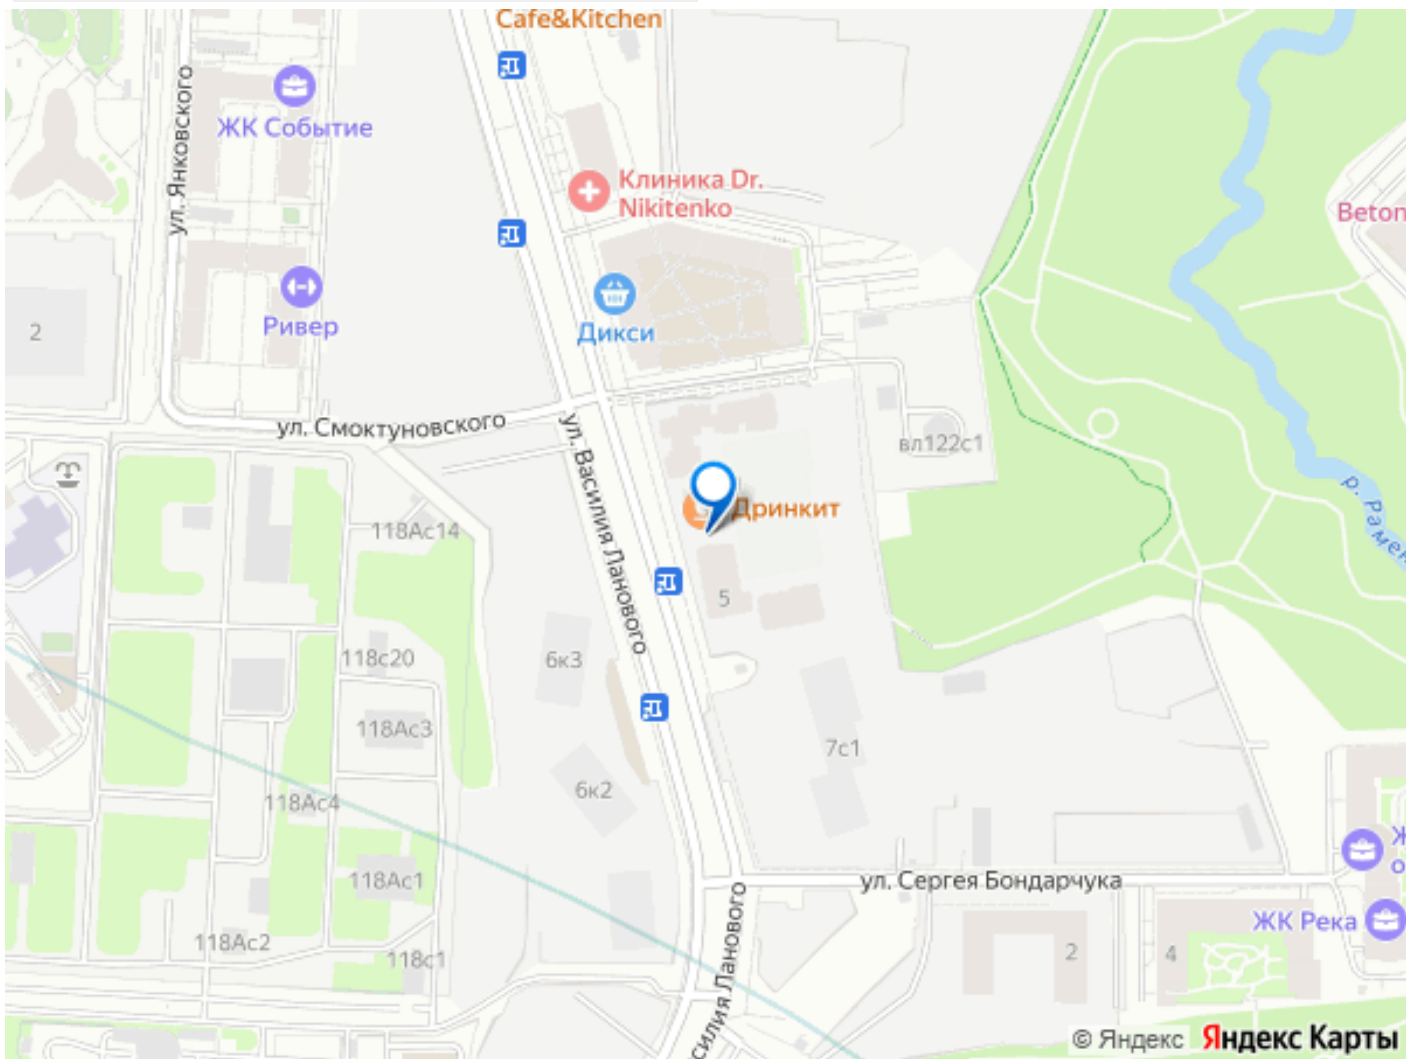 Cafe&Kitchen
ул. Янковского
ЖК Событие
Клиника Dr.
Nikitenko
Beton
Ривер
2
Дикси
ул. Смоктуновского
вл122с1
ул. Василия Ланового
Дринкит
р. Рамен
118Ас14
5
118с20
6к3
118Ас3
7с1
6к2
118Ас4
118Ас1
ул. Сергея Бондарчука
ЖК Река
118Ас2
118с1
2
4
силия Ланового
© Яндекс Яндекс Карты